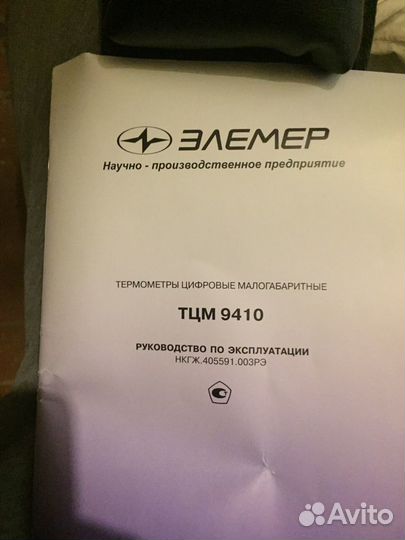 ЭЛЕМЕР
Научно - производственное предприятие
ТЕРМОМЕТРЫ ЦИФРОВЫЕ МАЛОГАБАРИТНЫЕ
ТЦМ 9410
РУКОВОДСТВО ПО ЭКСПЛУАТАЦИИ
НКГЖ.405591.003РЭ
Avito